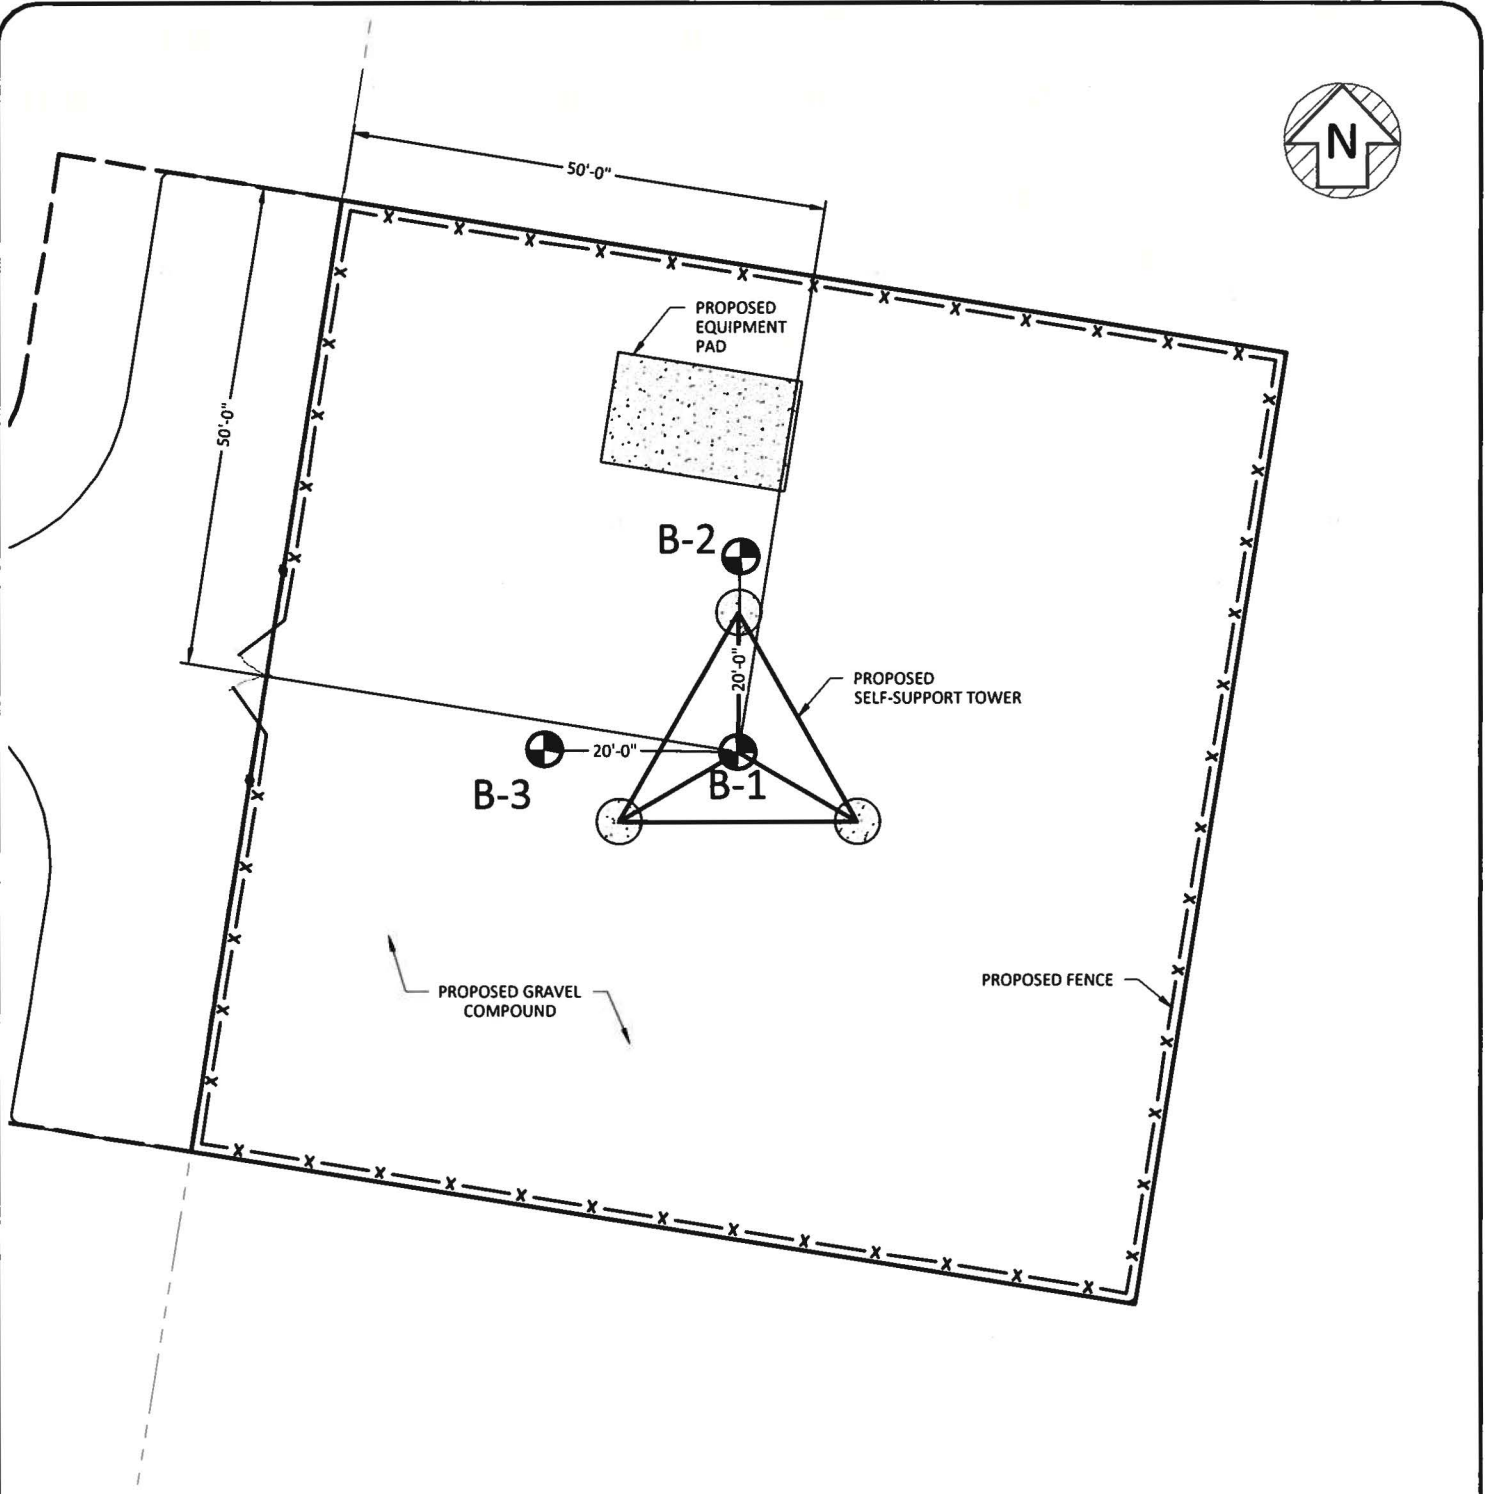 N
50'-0"
PROPOSED
EQUIPMENT
PAD
50'-0"
B-2
20'-0"
PROPOSED
SELF-SUPPORT TOWER
20'-0"
B-1
B-3
PROPOSED FENCE
PROPOSED GRAVEL
COMPOUND